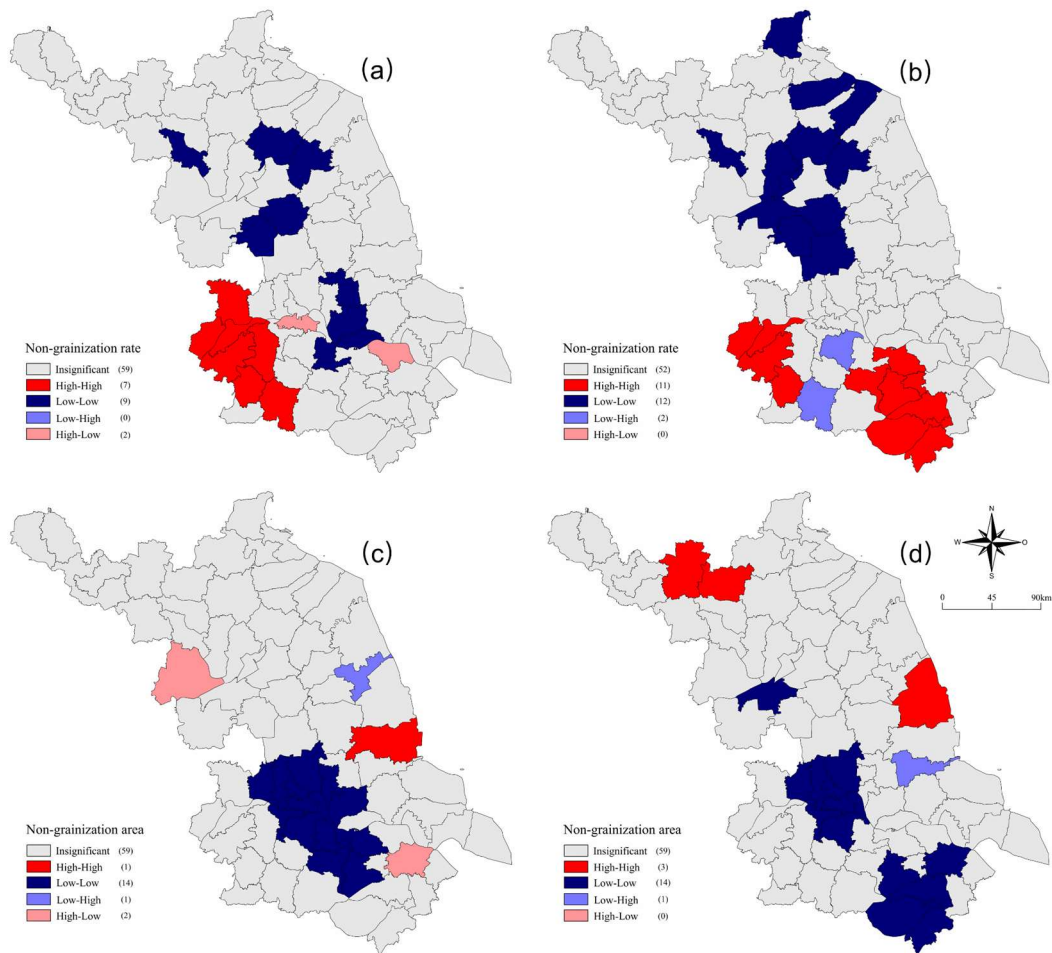 (a)
Non-grainization rate
Insignificant (59)
High-High (7)
Low-Low (9)
Low-High (0)
High-Low (2)
(b)
Non-grainization rate
Insignificant (52)
High-High (11)
Low-Low (12)
Low-High (2)
High-Low (0)
(c)
Non-grainization area
Insignificant (59)
High-High (1)
Low-Low (14)
Low-High (1)
High-Low (2)
(d)
N
W O
S
0 45 90km
Non-grainization area
Insignificant (59)
High-High (3)
Low-Low (14)
Low-High (1)
High-Low (0)